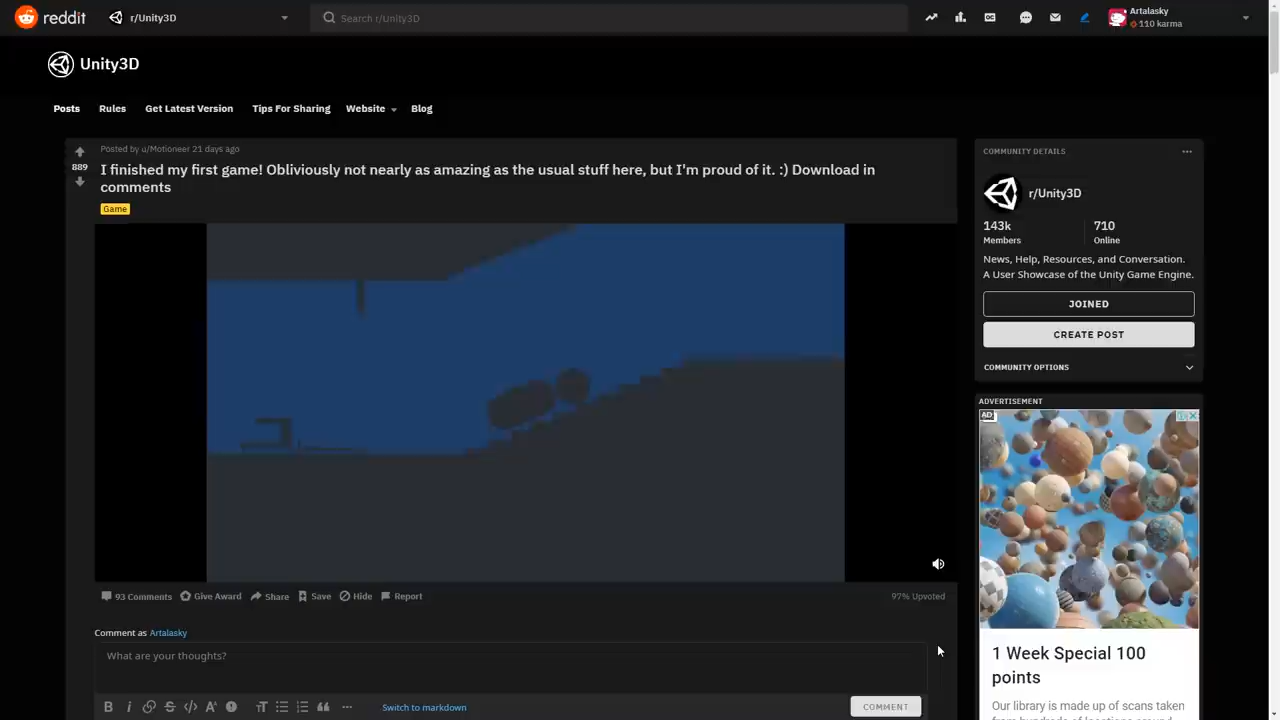 reddit
r/Unity3D
Search r/Unity3D
Artalasky
110 karma
Unity3D
Posts
Rules
Get Latest Version
Tips For Sharing
Website
Blog
889
Posted by u/Motioneer 21 days ago
I finished my first game! Obliviously not nearly as amazing as the usual stuff here, but I'm proud of it. :) Download in
comments
Game
93 Comments
Give Award
Share
Save
Hide
Report
97% Upvoted
Comment as Artalasky
What are your thoughts?
Switch to markdown
COMMENT
COMMUNITY DETAILS
r/Unity3D
143k
710
Members
Online
News, Help, Resources, and Conversation.
A User Showcase of the Unity Game Engine.
JOINED
CREATE POST
COMMUNITY OPTIONS
ADVERTISEMENT
AD
1 Week Special 100
points
Our library is made up of scans taken